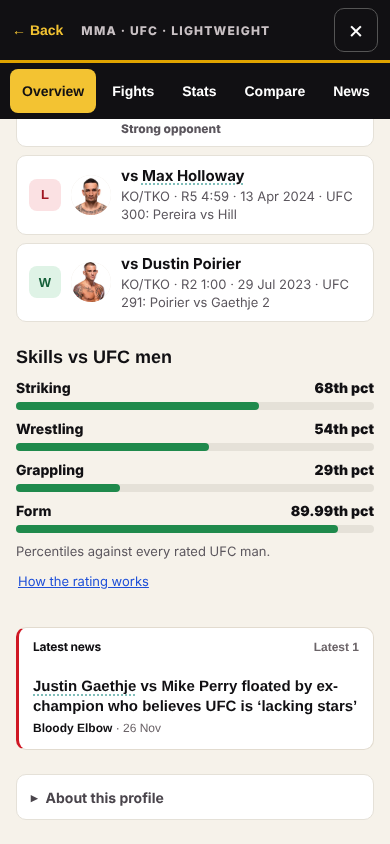 ← Back MMA · UFC · LIGHTWEIGHT ×
Overview Fights Stats Compare News
Strong opponent
L
vs Max Holloway
KO/TKO · R5 4:59 · 13 Apr 2024 · UFC
300: Pereira vs Hill
W
vs Dustin Poirier
KO/TKO · R2 1:00 · 29 Jul 2023 · UFC
291: Poirier vs Gaethje 2
Skills vs UFC men
Striking 68th pct
Wrestling 54th pct
Grappling 29th pct
Form 89.99th pct
Percentiles against every rated UFC man.
How the rating works
Latest news Latest 1
Justin Gaethje vs Mike Perry floated by ex-
champion who believes UFC is ‘lacking stars’
Bloody Elbow · 26 Nov
▸ About this profile